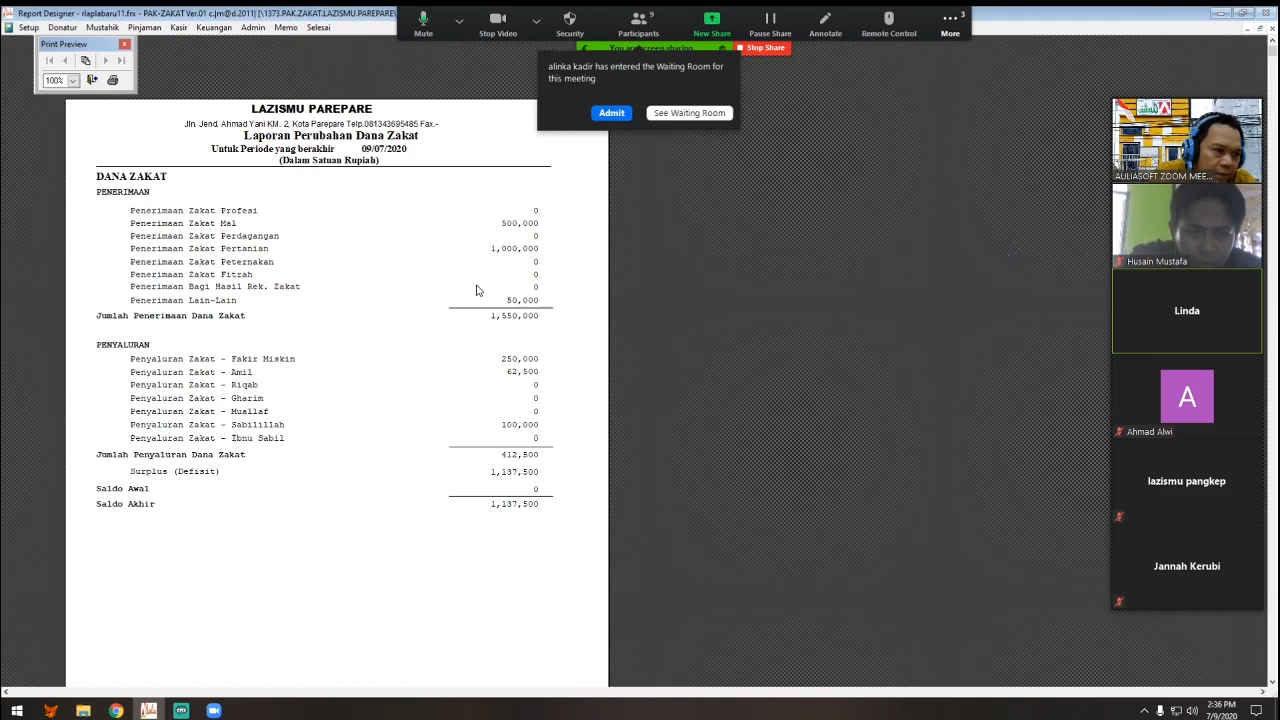 Report Designer - rlaplabaru11.frx - PAK-ZAKAT Ver.01 c.|m@d.2011| [\1373.PAK.ZAKAT.LAZISMU.PAREPARE\
Setup Donatur Mustahik Pinjaman Kasir Keuangan Admin Memo Selesai
Print Preview
100%
Mute
Stop Video
Security
Participants 9
New Share
Pause Share
Annotate
Remote Control
More 3
Stop Share
alinka kadir has entered the Waiting Room for
this meeting
Admit See Waiting Room
LAZISMU PAREPARE
Jln. Jend. Ahmad Yani KM. 2, Kota Parepare Telp.081343695485 Fax.-
Laporan Perubahan Dana Zakat
Untuk Periode yang berakhir 09/07/2020
(Dalam Satuan Rupiah)
DANA ZAKAT
PENERIMAAN
Penerimaan Zakat Profesi 0
Penerimaan Zakat Mal 500,000
Penerimaan Zakat Perdagangan 0
Penerimaan Zakat Pertanian 1,000,000
Penerimaan Zakat Peternakan 0
Penerimaan Zakat Fitrah 0
Penerimaan Bagi Hasil Rek. Zakat 0
Penerimaan Lain-Lain 50,000
Jumlah Penerimaan Dana Zakat 1,550,000
PENYALURAN
Penyaluran Zakat - Fakir Miskin 250,000
Penyaluran Zakat - Amil 62,500
Penyaluran Zakat - Riqab 0
Penyaluran Zakat - Gharim 0
Penyaluran Zakat - Muallaf 0
Penyaluran Zakat - Sabilillah 100,000
Penyaluran Zakat - Ibnu Sabil 0
Jumlah Penyaluran Dana Zakat 412,500
Surplus (Defisit) 1,137,500
Saldo Awal 0
Saldo Akhir 1,137,500
AULIASOFT ZOOM MEE...
Husain Mustafa
Linda
A
Ahmad Alwi
lazismu pangkep
Jannah Kerubi
2:36 PM
7/9/2020